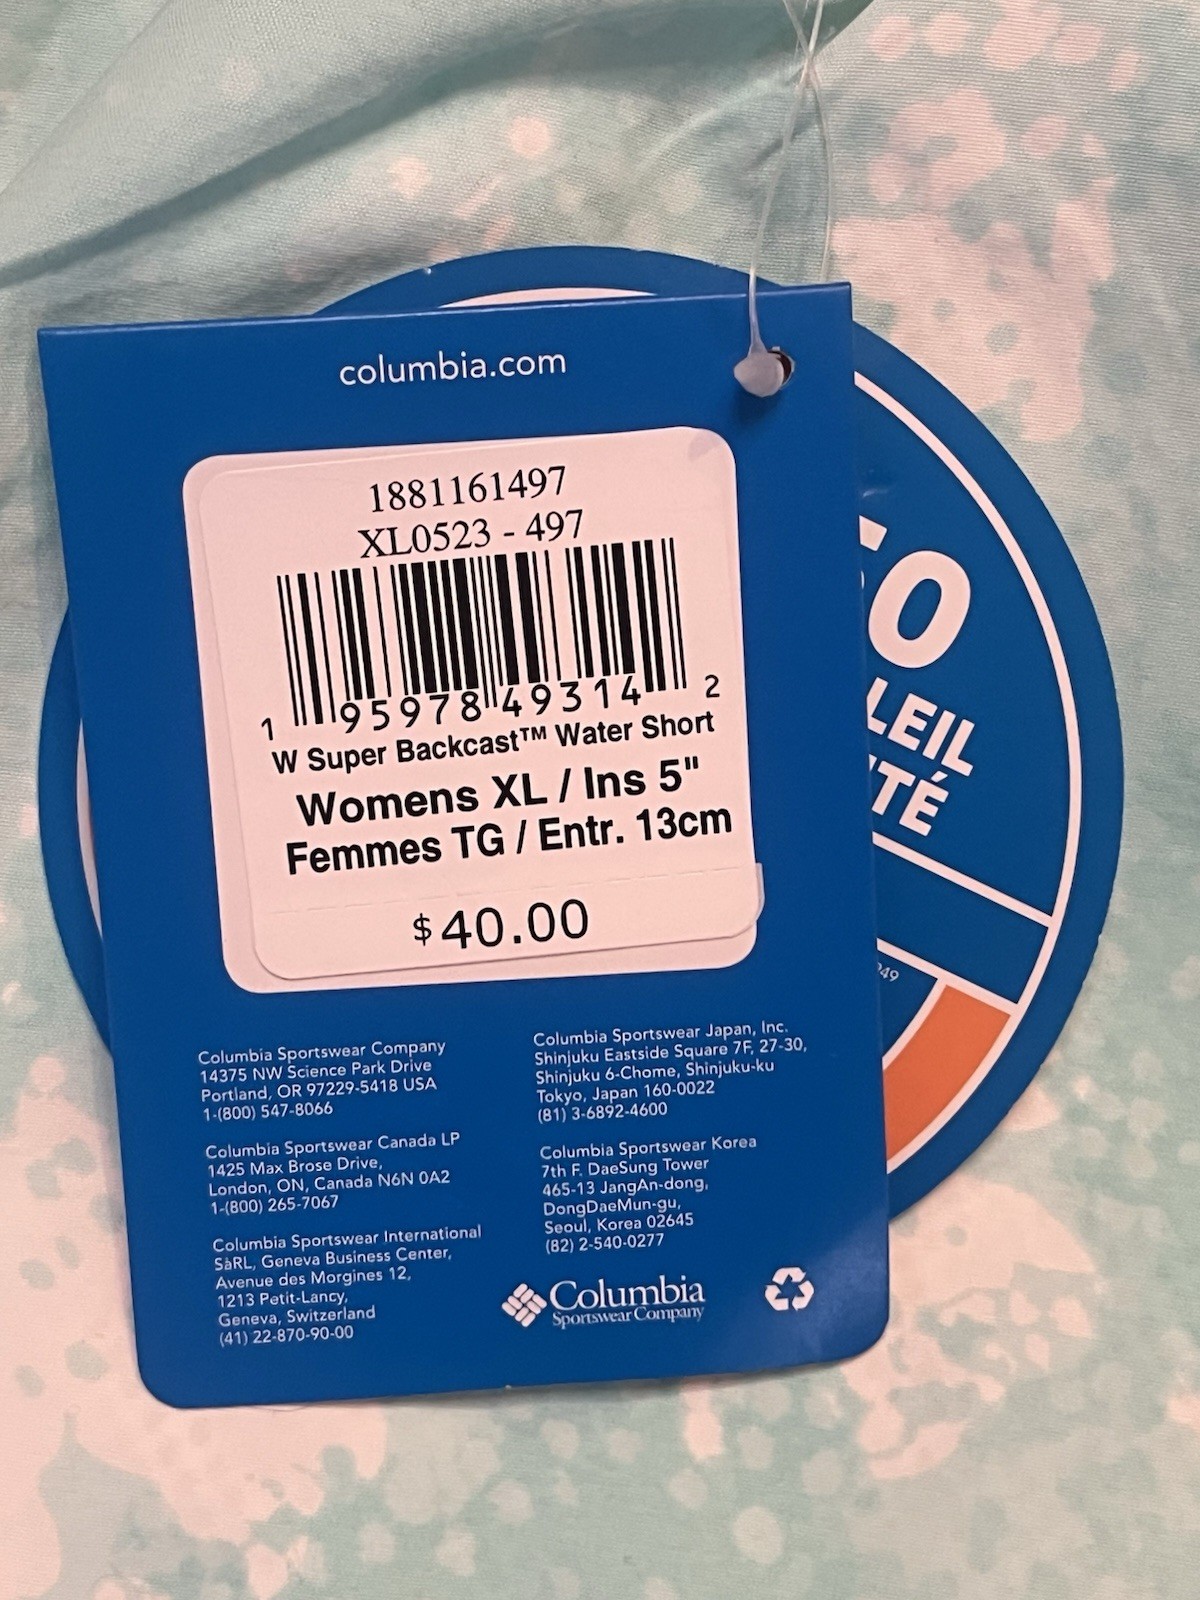 columbia.com
1881161497
XL0523 - 497
1 95978 49314 2
W Super Backcast™ Water Short
Womens XL / Ins 5"
Femmes TG / Entr. 13cm
$40.00
Columbia Sportswear Company
14375 NW Science Park Drive
Portland, OR 97229-5418 USA
1-(800) 547-8066
Columbia Sportswear Canada LP
1425 Max Brose Drive,
London, ON, Canada N6N 0A2
1-(800) 265-7067
Columbia Sportswear International
SàRL, Geneva Business Center,
Avenue des Morgines 12,
1213 Petit-Lancy,
Geneva, Switzerland
(41) 22-870-90-00
Columbia Sportswear Japan, Inc.
Shinjuku Eastside Square 7F, 27-30,
Shinjuku 6-Chome, Shinjuku-ku
Tokyo, Japan 160-0022
(81) 3-6892-4600
Columbia Sportswear Korea
7th F. DaeSung Tower
465-13 JangAn-dong,
DongDaeMun-gu,
Seoul, Korea 02645
(82) 2-540-0277
Columbia
Sportswear Company
0
LEIL
TÉ